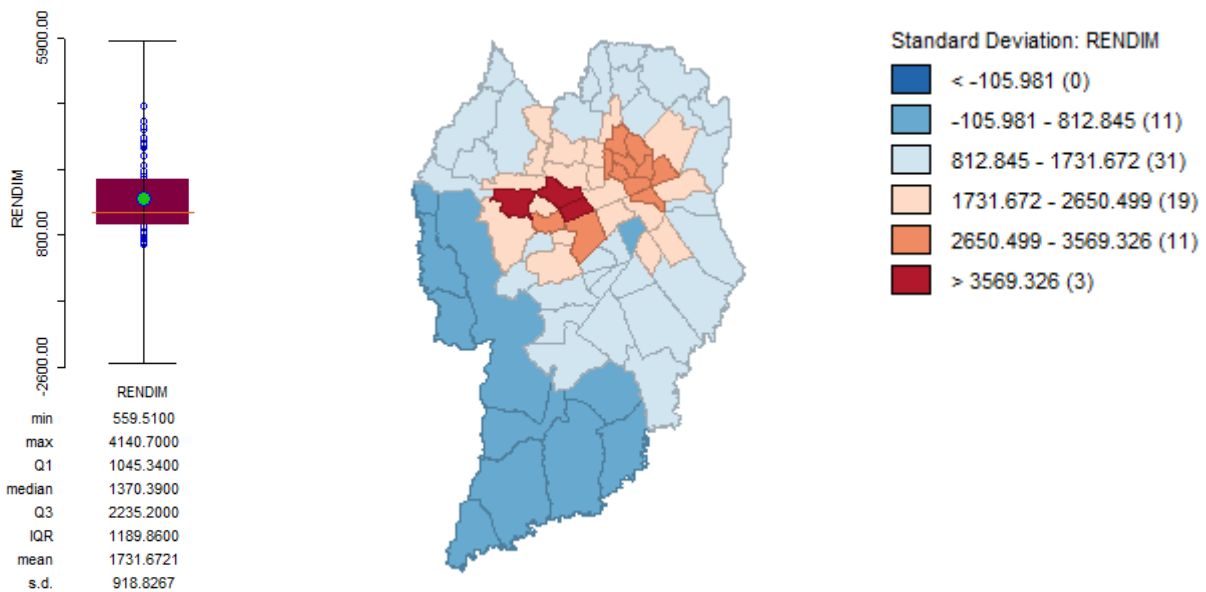 5900.00
800.00
-2600.00
RENDIM
RENDIM
min 559.5100
max 4140.7000
Q1 1045.3400
median 1370.3900
Q3 2235.2000
IQR 1189.8600
mean 1731.6721
s.d. 918.8267
Standard Deviation: RENDIM
< -105.981 (0)
-105.981 - 812.845 (11)
812.845 - 1731.672 (31)
1731.672 - 2650.499 (19)
2650.499 - 3569.326 (11)
> 3569.326 (3)